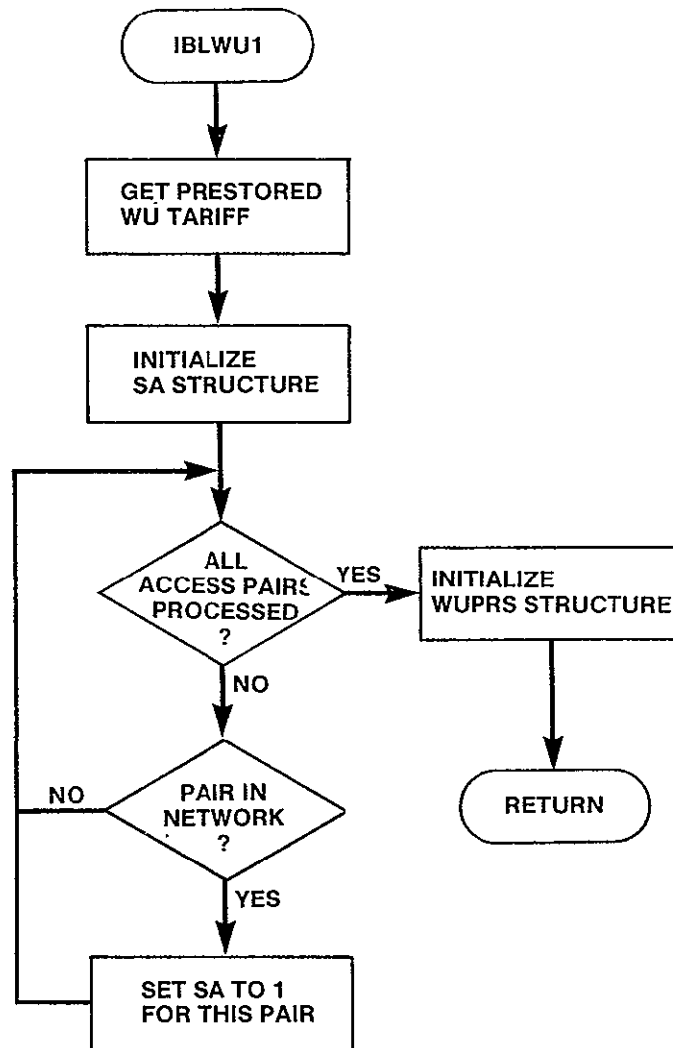 IBLWU1
GET PRESTORED
WU TARIFF
INITIALIZE
SA STRUCTURE
ALL
ACCESS PAIRS
PROCESSED
?
YES
INITIALIZE
WUPRS STRUCTURE
NO
RETURN
NO
PAIR IN
NETWORK
?
YES
SET SA TO 1
FOR THIS PAIR